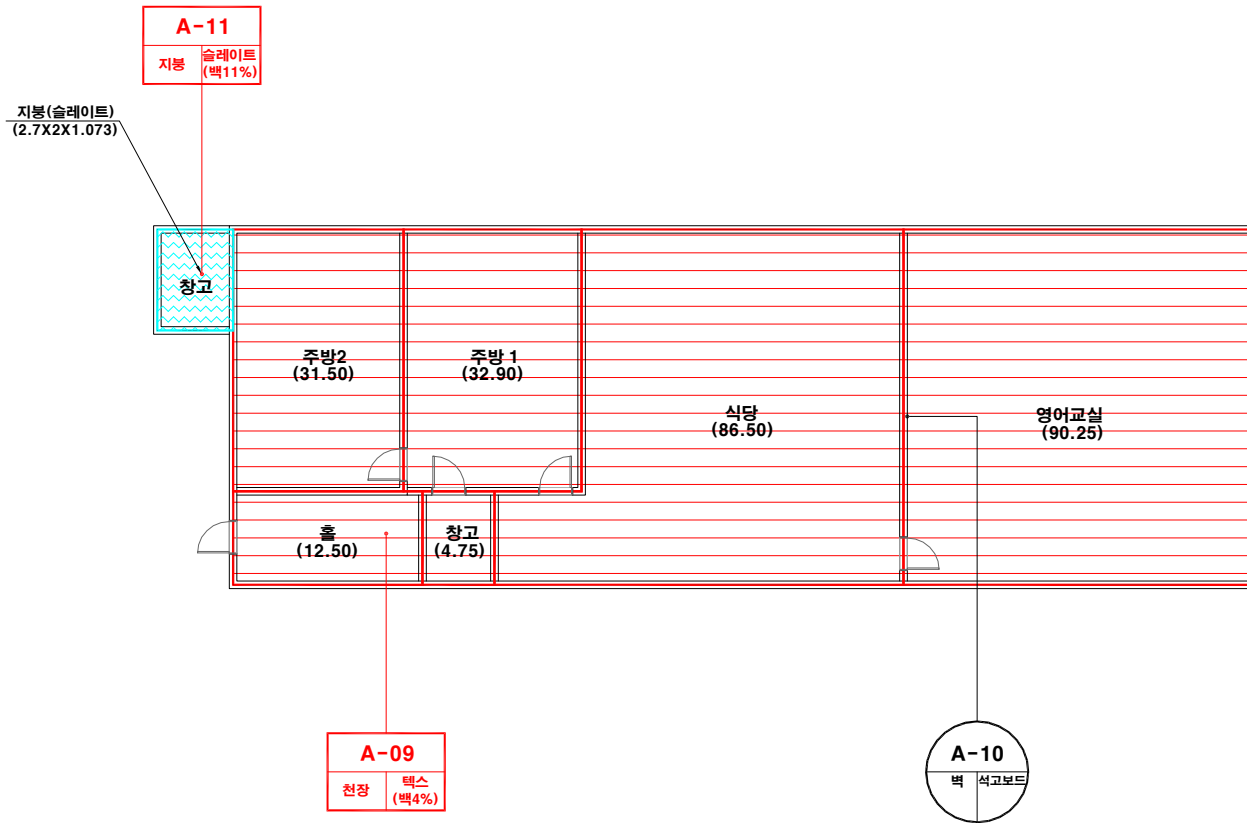 A-11
지붕
슬레이트
(백11%)
지붕(슬레이트)
(2.7X2X1.073)
창고
주방2
(31.50)
주방 1
(32.90)
식당
(86.50)
영어교실
(90.25)
홀
(12.50)
창고
(4.75)
A-09
천장
텍스
(백4%)
A-10
벽
석고보드